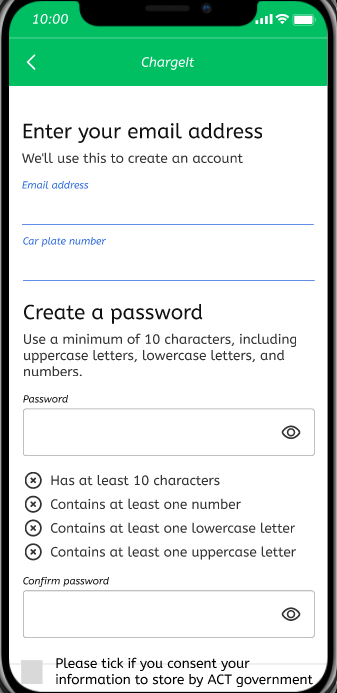 10:00
ChargeIt
Enter your email address
We'll use this to create an account
Email address
Car plate number
Create a password
Use a minimum of 10 characters, including
uppercase letters, lowercase letters, and
numbers.
Password
Has at least 10 characters
Contains at least one number
Contains at least one lowercase letter
Contains at least one uppercase letter
Confirm password
Please tick if you consent your
information to store by ACT government